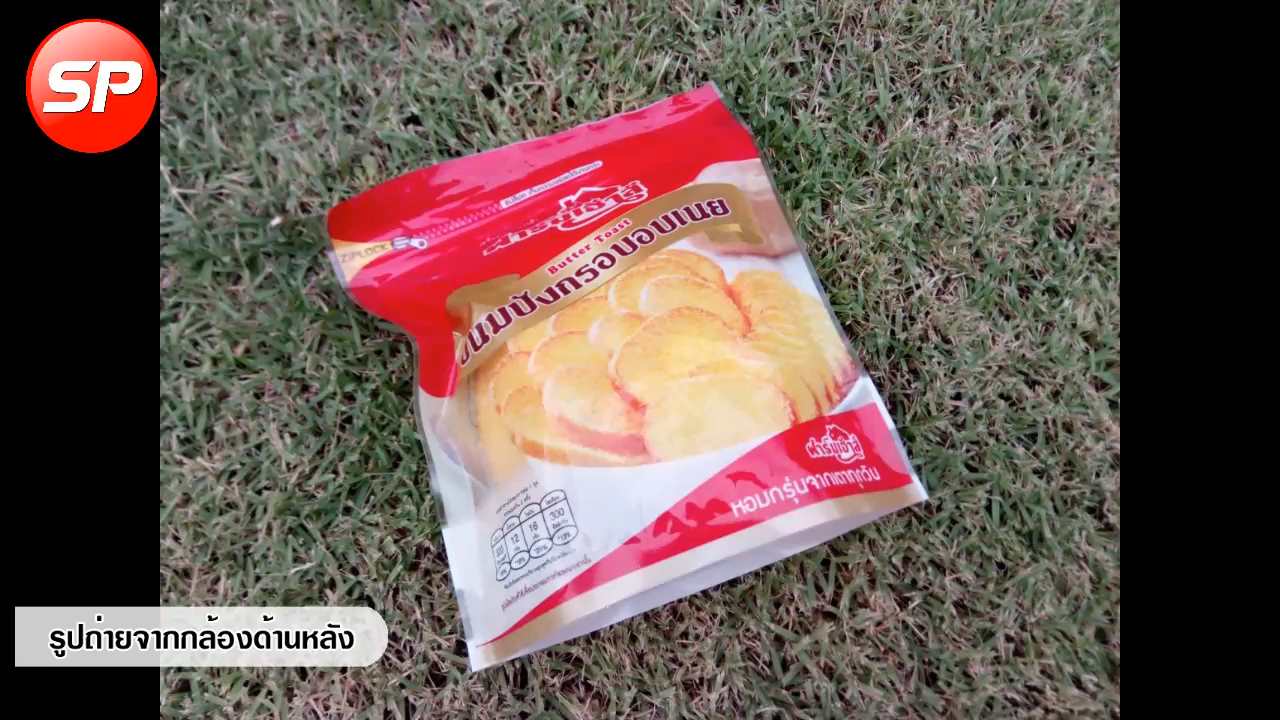 SP
ZIPLOCK
ฟาร์มเฮ้าส์
Butter Toast
ขนมปังกรอบอบเนย
ฟาร์มเฮ้าส์
หอมกรุ่นจากเตาทุกวัน
12
16
300
รูปถ่ายจากกล้องด้านหลัง